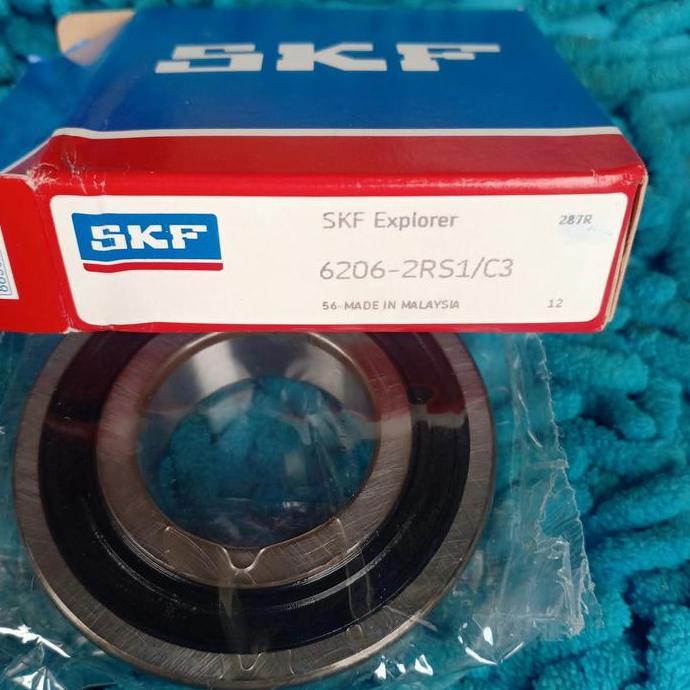 SKF
SKF
SKF Explorer
287R
6206-2RS1/C3
56-MADE IN MALAYSIA
12